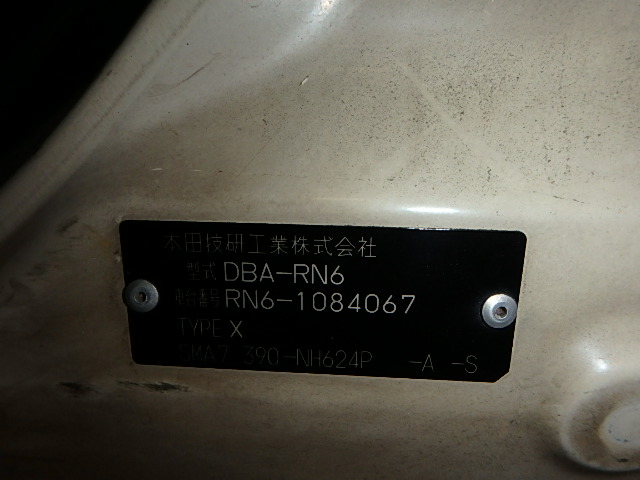 本田技研工業株式会社
型式 DBA-RN6
車台番号 RN6-1084067
TYPE X
SMA7 390-NH624P -A -S